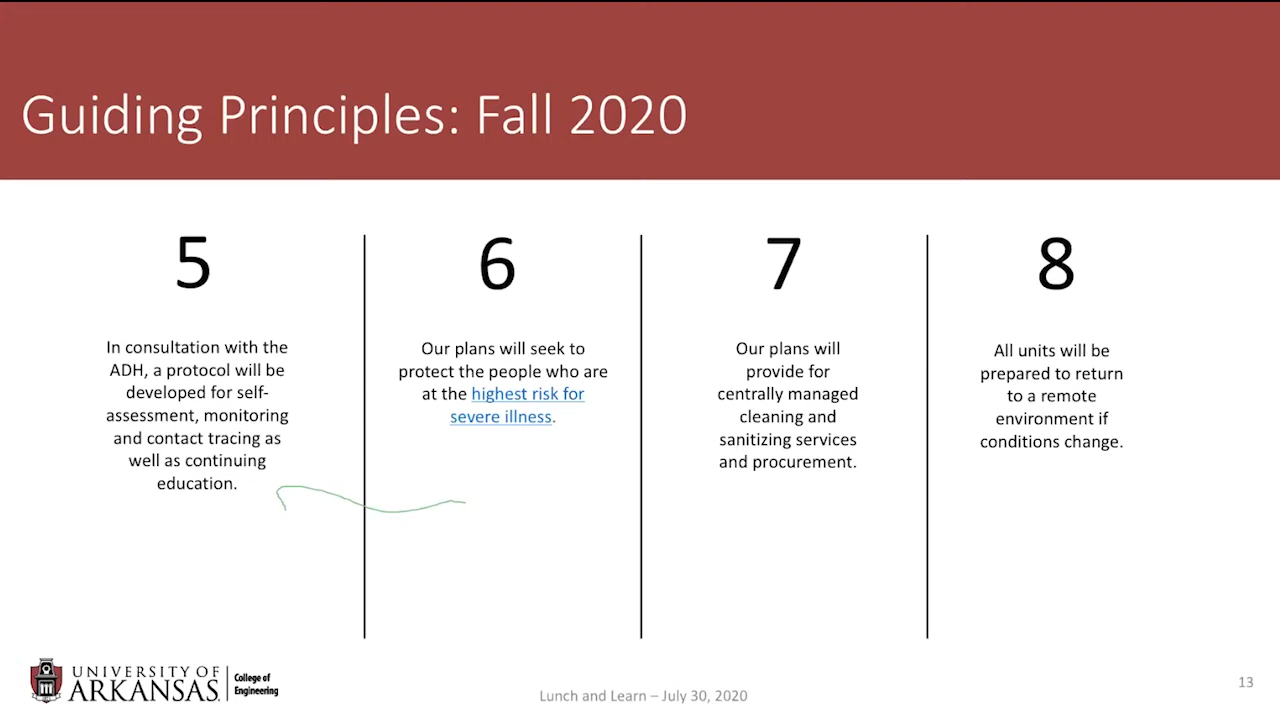 Guiding Principles: Fall 2020
5
In consultation with the
ADH, a protocol will be
developed for self-
assessment, monitoring
and contact tracing as
well as continuing
education.
6
Our plans will seek to
protect the people who are
at the highest risk for
severe illness.
7
Our plans will
provide for
centrally managed
cleaning and
sanitizing services
and procurement.
8
All units will be
prepared to return
to a remote
environment if
conditions change.
UNIVERSITY OF
ARKANSAS.
College of
Engineering
Lunch and Learn – July 30, 2020
13